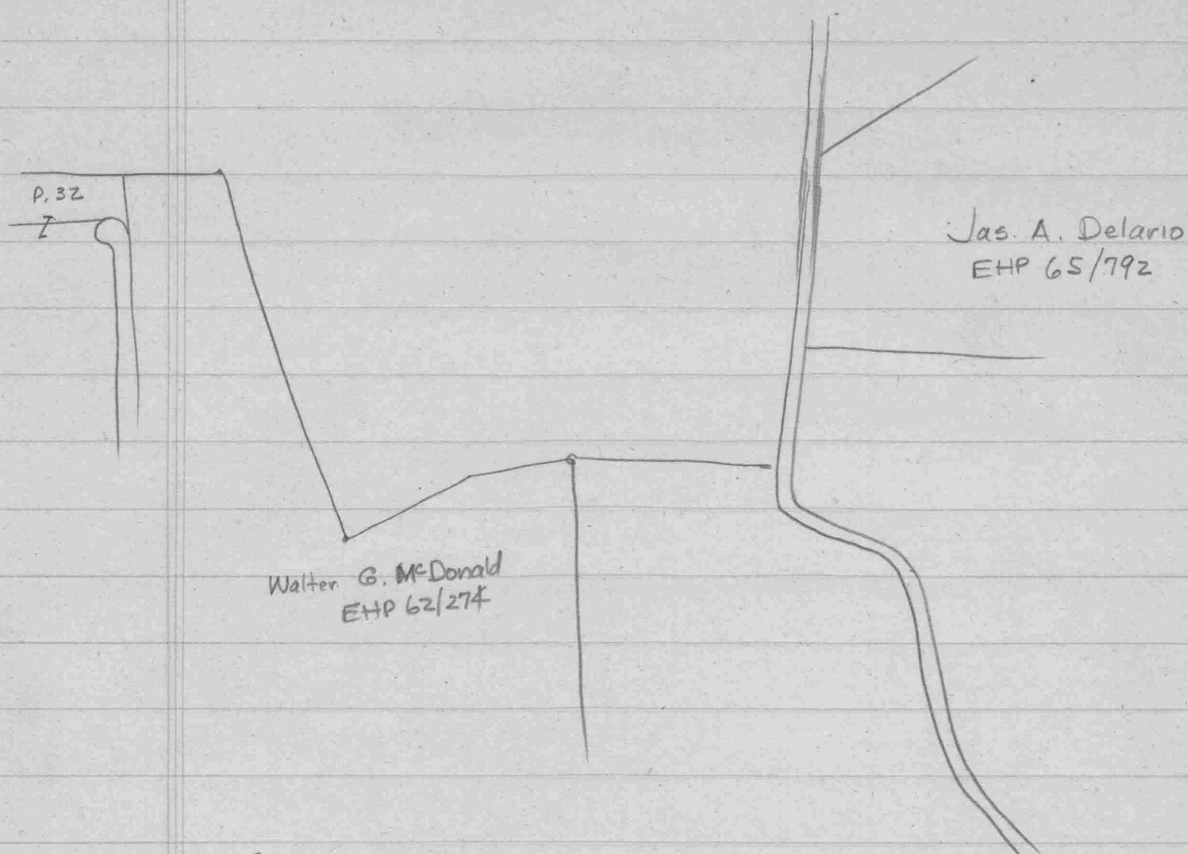 P. 32
Jas. A. Delario
EHP 65/792
Walter G. McDonald
EHP 62/274